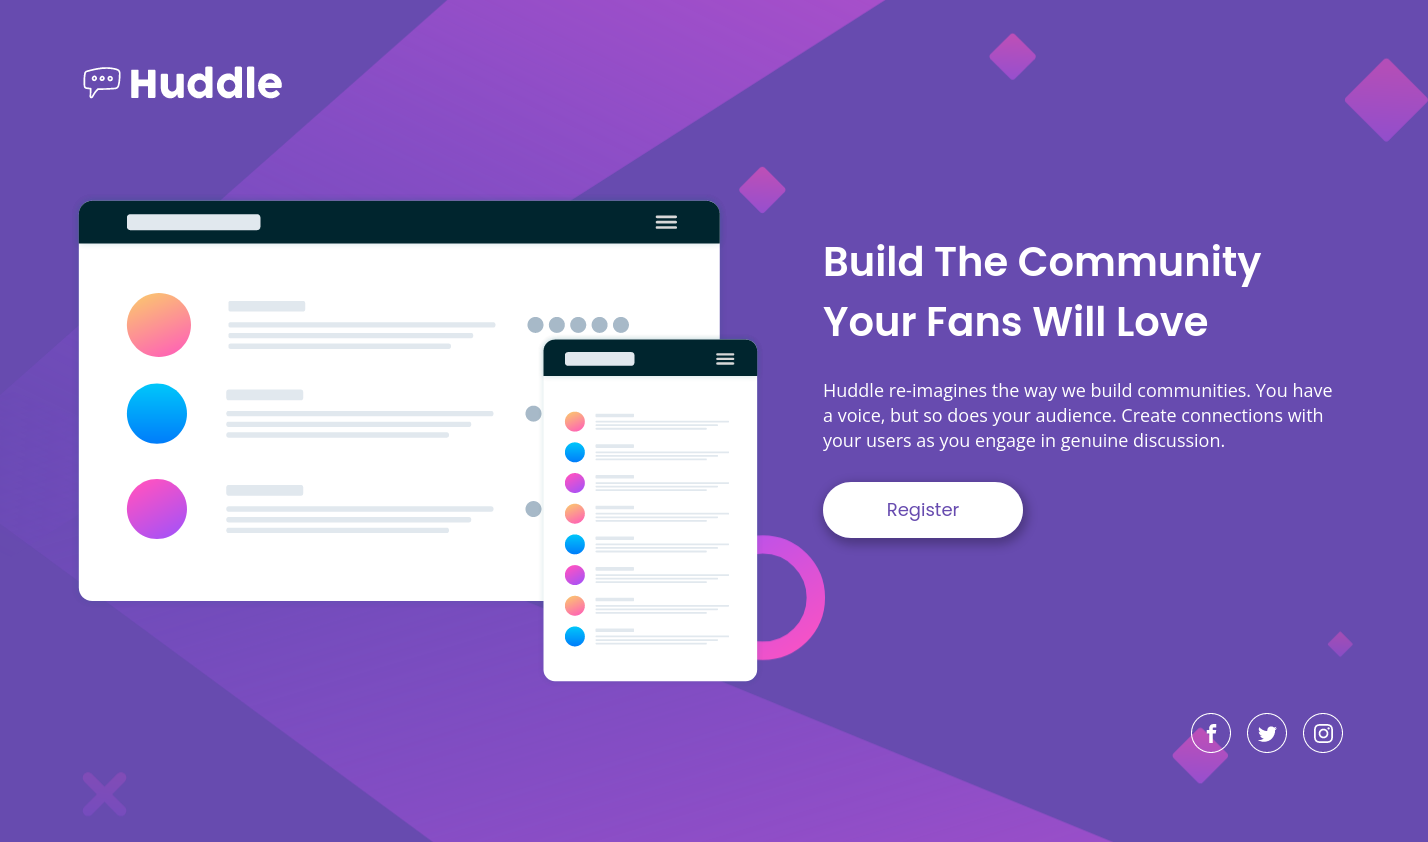 Huddle
Build The Community
Your Fans Will Love
Huddle re-imagines the way we build communities. You have
a voice, but so does your audience. Create connections with
your users as you engage in genuine discussion.
Register